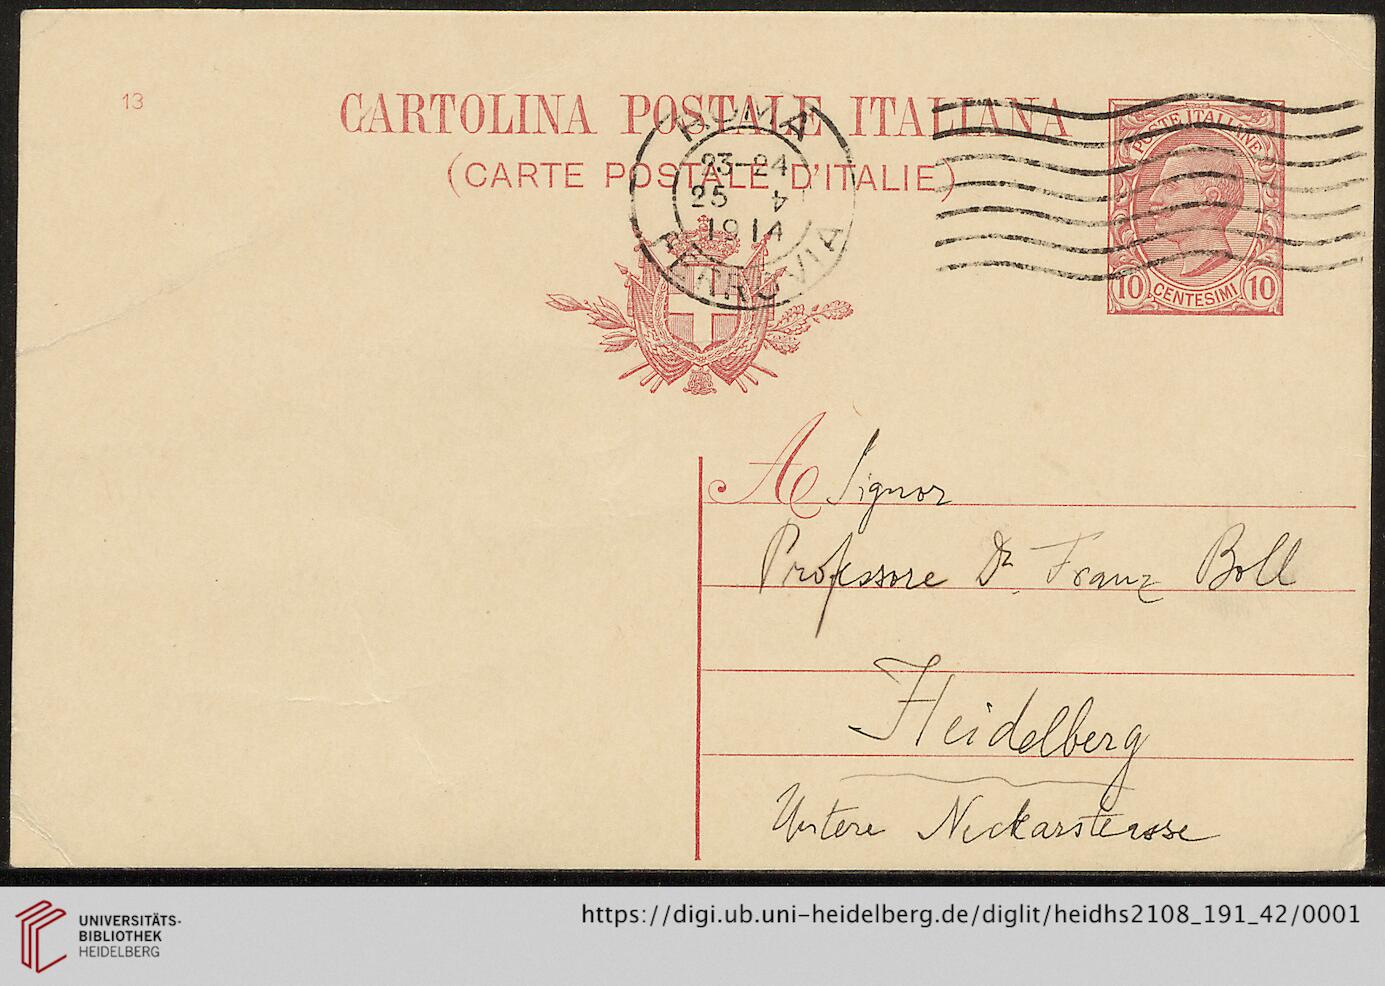 13
CARTOLINA POSTALE ITALIANA
(CARTE POSTALE D'ITALIE)
ROMA
23-24
25 4
1914
FERROVIA
POSTE ITALIANE
10 CENTESIMI 10
A Signor
Professore Dr. Franz Boll
Heidelberg
Untere Neckarstrasse
UNIVERSITÄTS-
BIBLIOTHEK
HEIDELBERG
https://digi.ub.uni-heidelberg.de/diglit/heidhs2108_191_42/0001